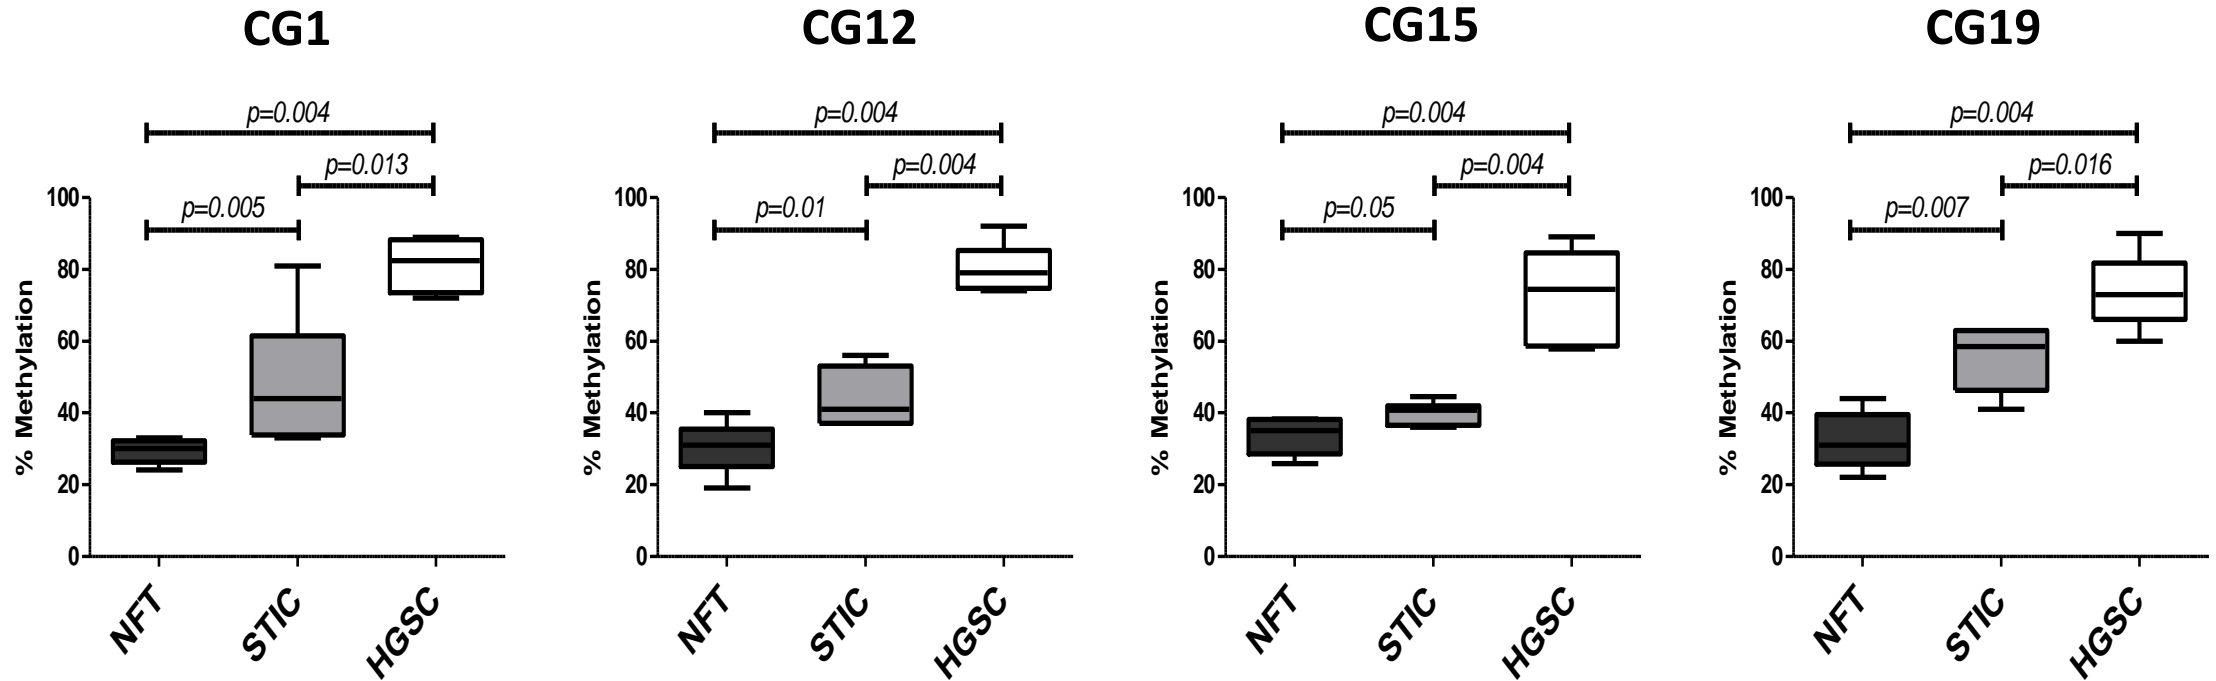 CG1
CG12
CG15
CG19
p=0.004
p=0.013
p=0.005
% Methylation
100
80
60
40
20
0
NFT
STIC
HGSC
p=0.004
p=0.004
p=0.01
% Methylation
100
80
60
40
20
0
NFT
STIC
HGSC
p=0.004
p=0.004
p=0.05
% Methylation
100
80
60
40
20
0
NFT
STIC
HGSC
p=0.004
p=0.016
p=0.007
% Methylation
100
80
60
40
20
0
NFT
STIC
HGSC